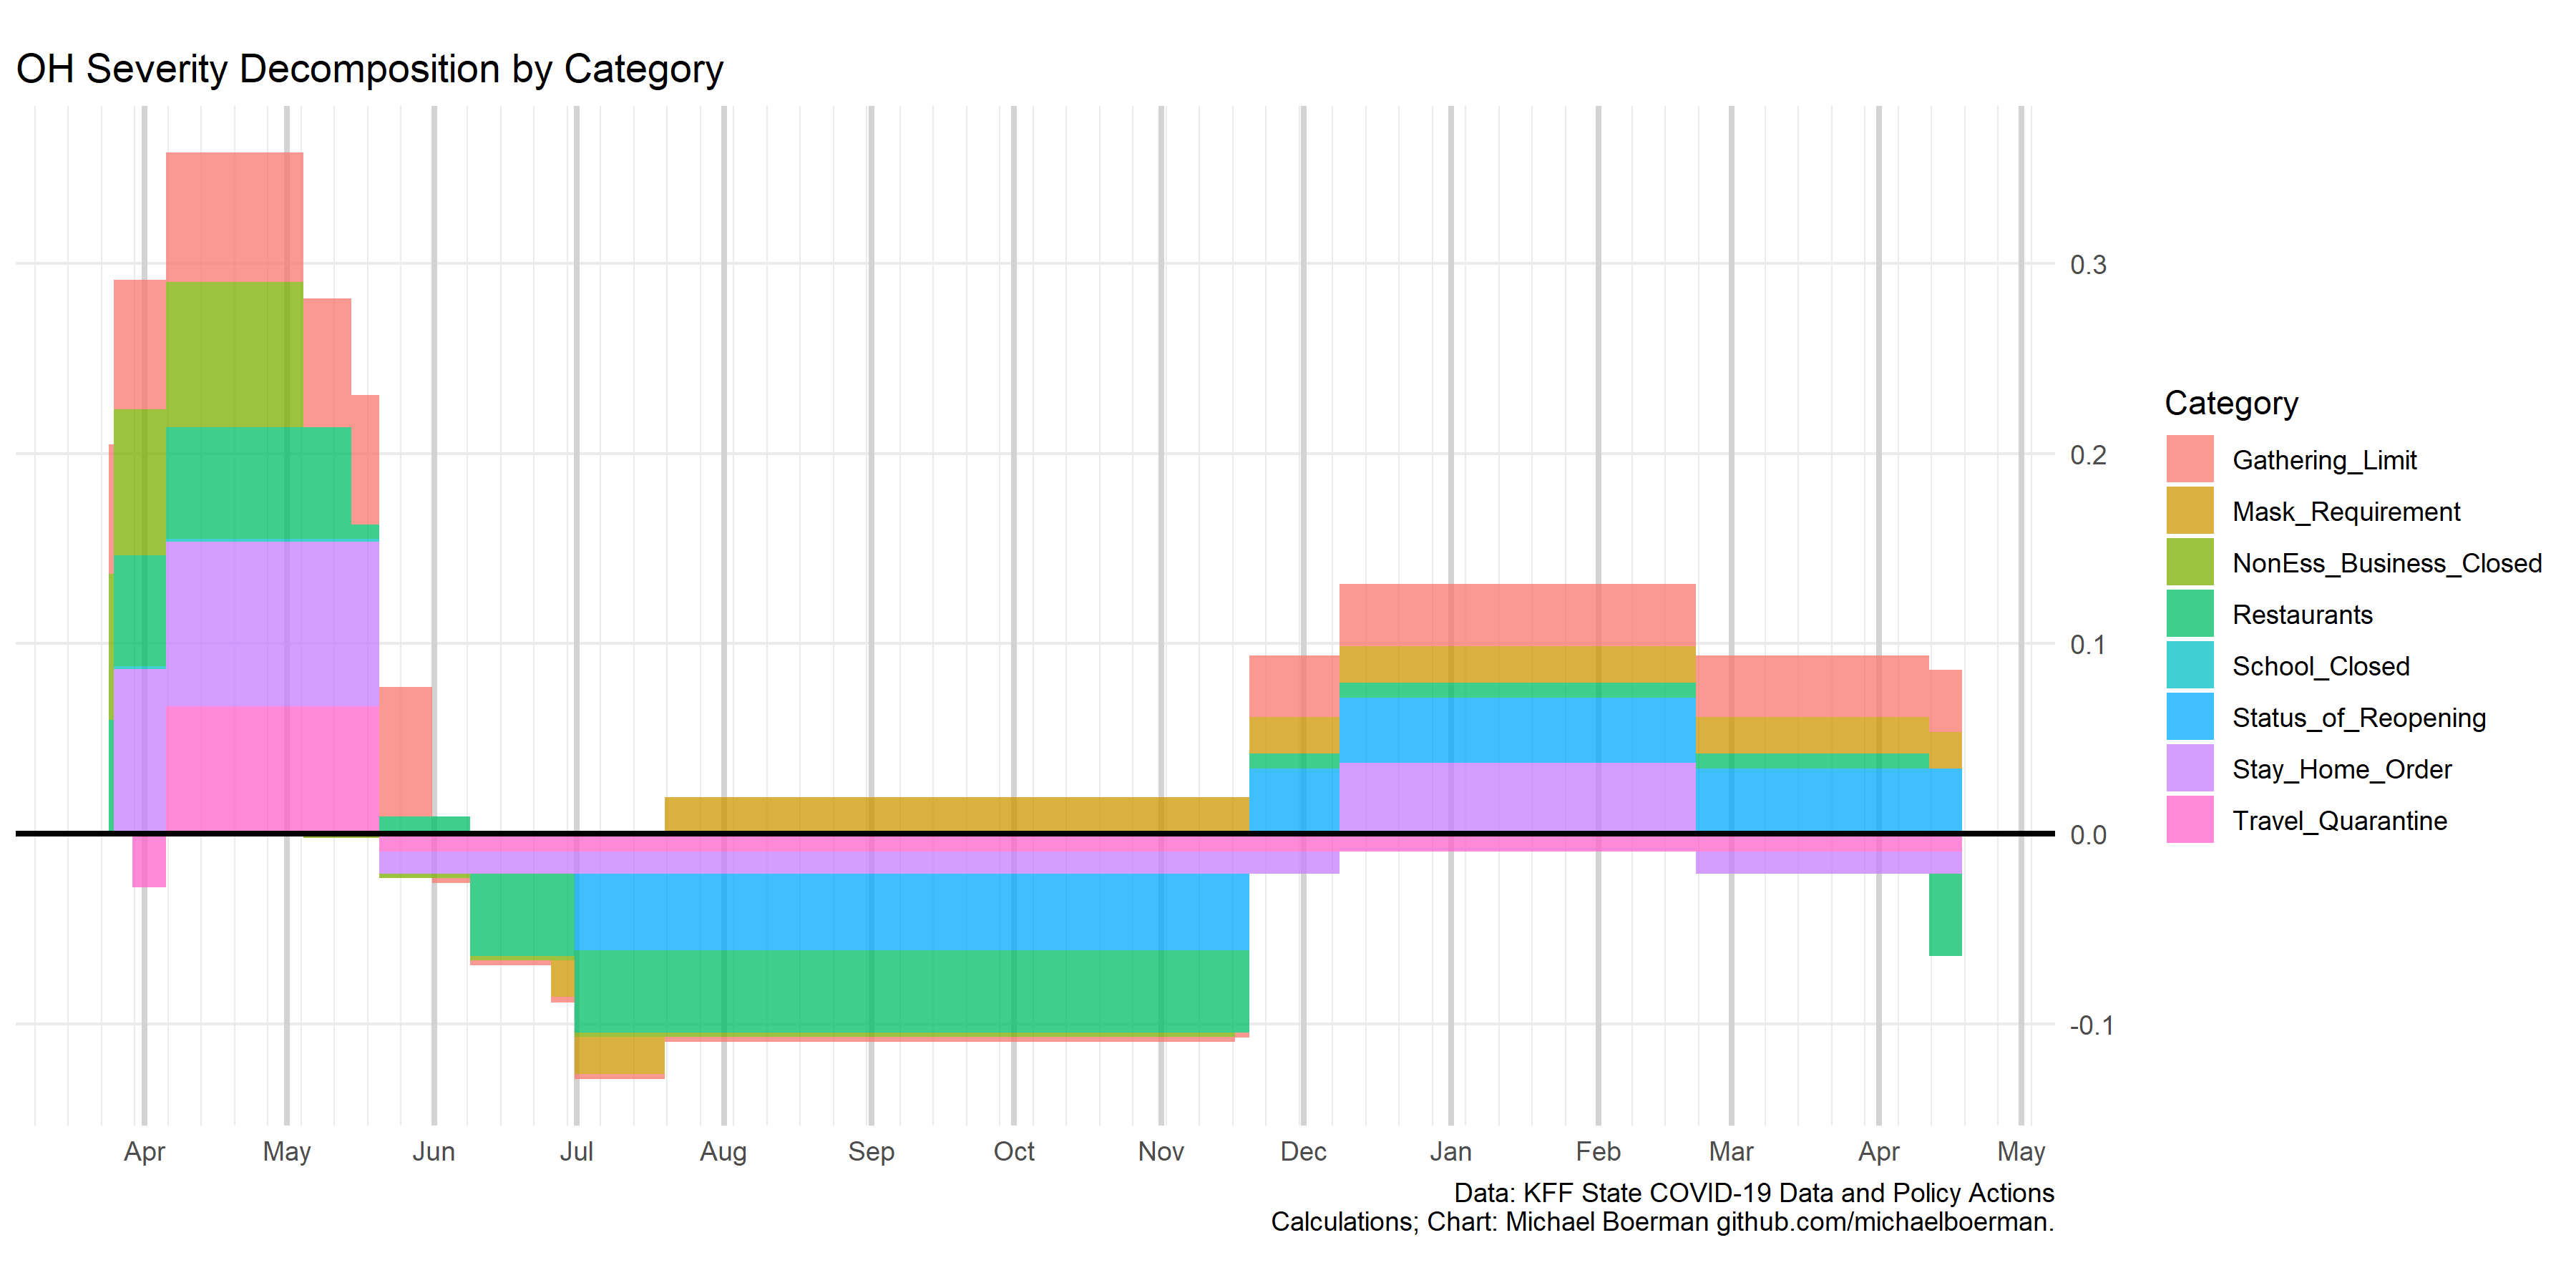 OH Severity Decomposition by Category
0.3
0.2
0.1
0.0
-0.1
Apr May Jun Jul Aug Sep Oct Nov Dec Jan Feb Mar Apr May
Data: KFF State COVID-19 Data and Policy Actions
Calculations; Chart: Michael Boerman github.com/michaelboerman.
Category
Gathering_Limit
Mask_Requirement
NonEss_Business_Closed
Restaurants
School_Closed
Status_of_Reopening
Stay_Home_Order
Travel_Quarantine